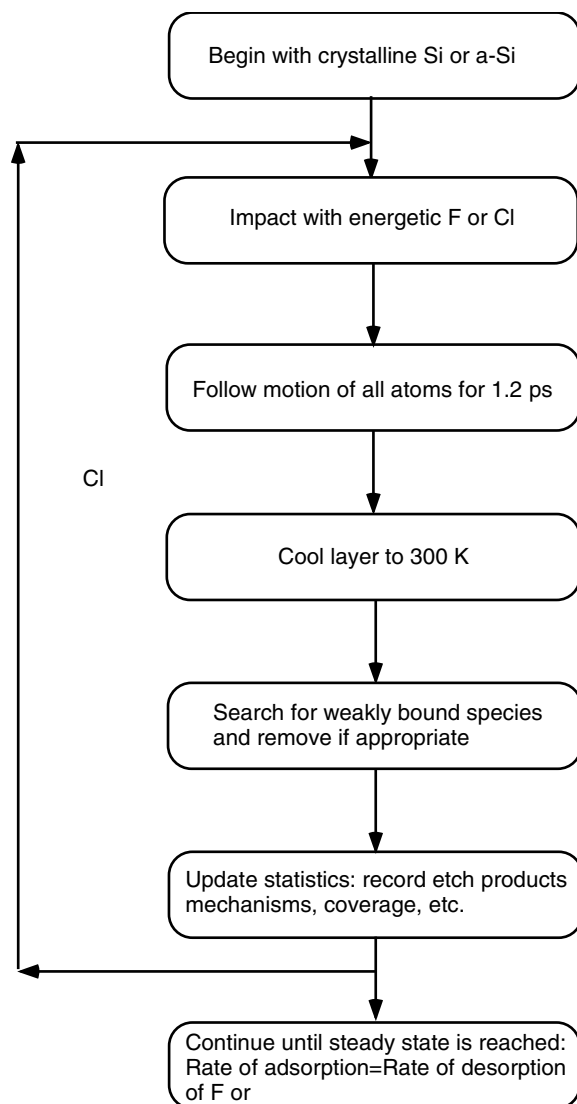 Begin with crystalline Si or a-Si
Impact with energetic F or Cl
Follow motion of all atoms for 1.2 ps
Cl
Cool layer to 300 K
Search for weakly bound species
and remove if appropriate
Update statistics: record etch products
mechanisms, coverage, etc.
Continue until steady state is reached:
Rate of adsorption=Rate of desorption
of F or